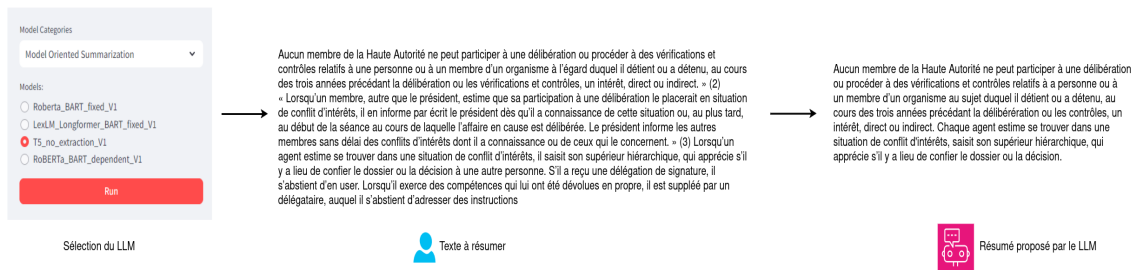 Model Categories
Model Oriented Summarization
Models:
Roberta_BART_fixed_V1
LexLM_Longformer_BART_fixed_V1
T5_no_extraction_V1
RoBERTa_BART_dependent_V1
Run
Sélection du LLM
Aucun membre de la Haute Autorité ne peut participer à une délibération ou procéder à des vérifications et
contrôles relatifs à une personne ou à un membre d'un organisme à l'égard duquel il détient ou a détenu, au cours
des trois années précédant la délibération ou les vérifications et contrôles, un intérêt, direct ou indirect. » (2)
« Lorsqu'un membre, autre que le président, estime que sa participation à une délibération le placerait en situation
de conflit d'intérêts, il en informe par écrit le président dès qu'il a connaissance de cette situation ou, au plus tard,
au début de la séance au cours de laquelle l'affaire en cause est délibérée. Le président informe les autres
membres sans délai des conflits d'intérêts dont il a connaissance ou de ceux qui le concernent. » (3) Lorsqu'un
agent estime se trouver dans une situation de conflit d'intérêts, il saisit son supérieur hiérarchique, qui apprécie s'il
y a lieu de confier le dossier ou la décision à une autre personne. S'il a reçu une délégation de signature, il
s'abstient d'en user. Lorsqu'il exerce des compétences qui lui ont été dévolues en propre, il est suppléé par un
délégataire, auquel il s'abstient d'adresser des instructions
Texte à résumer
Aucun membre de la Haute Autorité ne peut participer à une délibération
ou procéder à des vérifications et contrôles relatifs à a personne ou à
un membre d'un organisme au sujet duquel il détient ou a détenu, au
cours des trois années précédant la délibérération ou les contrôles, un
intérêt, direct ou indirect. Chaque agent estime se trouver dans une
situation de conflit d'intérêts, saisit son supérieur hiérarchique, qui
apprécie s'il y a lieu de confier le dossier ou la décision.
Résumé proposé par le LLM